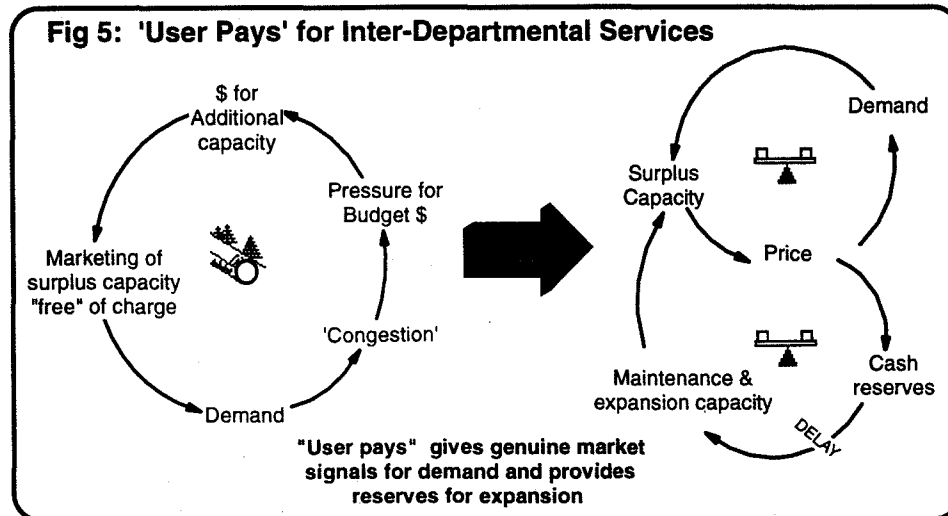 Fig 5: 'User Pays' for Inter-Departmental Services
$ for
Additional
capacity
Pressure for
Budget $
Marketing of
surplus capacity
"free" of charge
'Congestion'
Demand
Demand
Surplus
Capacity
Price
Cash
reserves
Maintenance &
expansion capacity
DELAY
"User pays" gives genuine market
signals for demand and provides
reserves for expansion